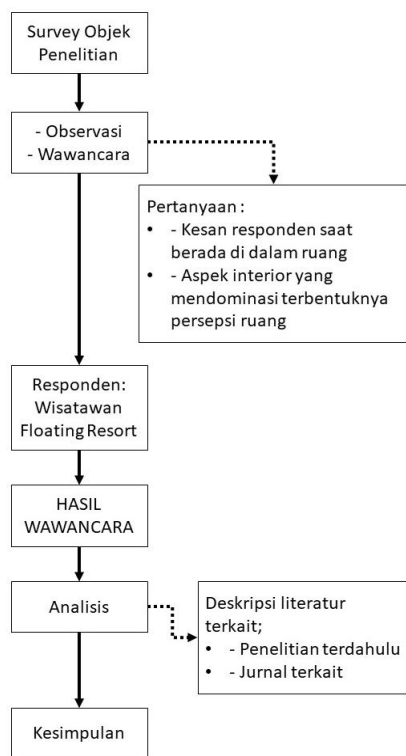 Survey Objek
Penelitian
- Observasi
- Wawancara
Pertanyaan :
• - Kesan responden saat
berada di dalam ruang
• - Aspek interior yang
mendominasi terbentuknya
persepsi ruang
Responden:
Wisatawan
Floating Resort
HASIL
WAWANCARA
Analisis
Deskripsi literatur
terkait;
• - Penelitian terdahulu
• - Jurnal terkait
Kesimpulan